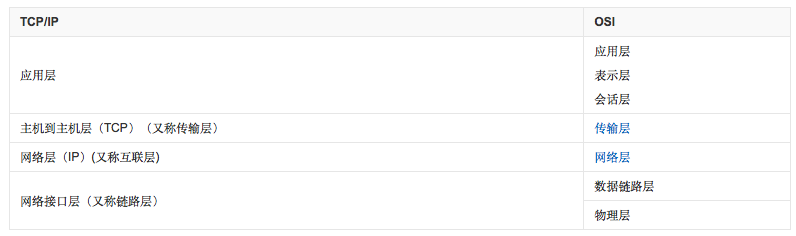 TCP/IP OSI
应用层
应用层
表示层
会话层
主机到主机层（TCP）（又称传输层） 传输层
网络层（IP）(又称互联层) 网络层
网络接口层（又称链路层）
数据链路层
物理层